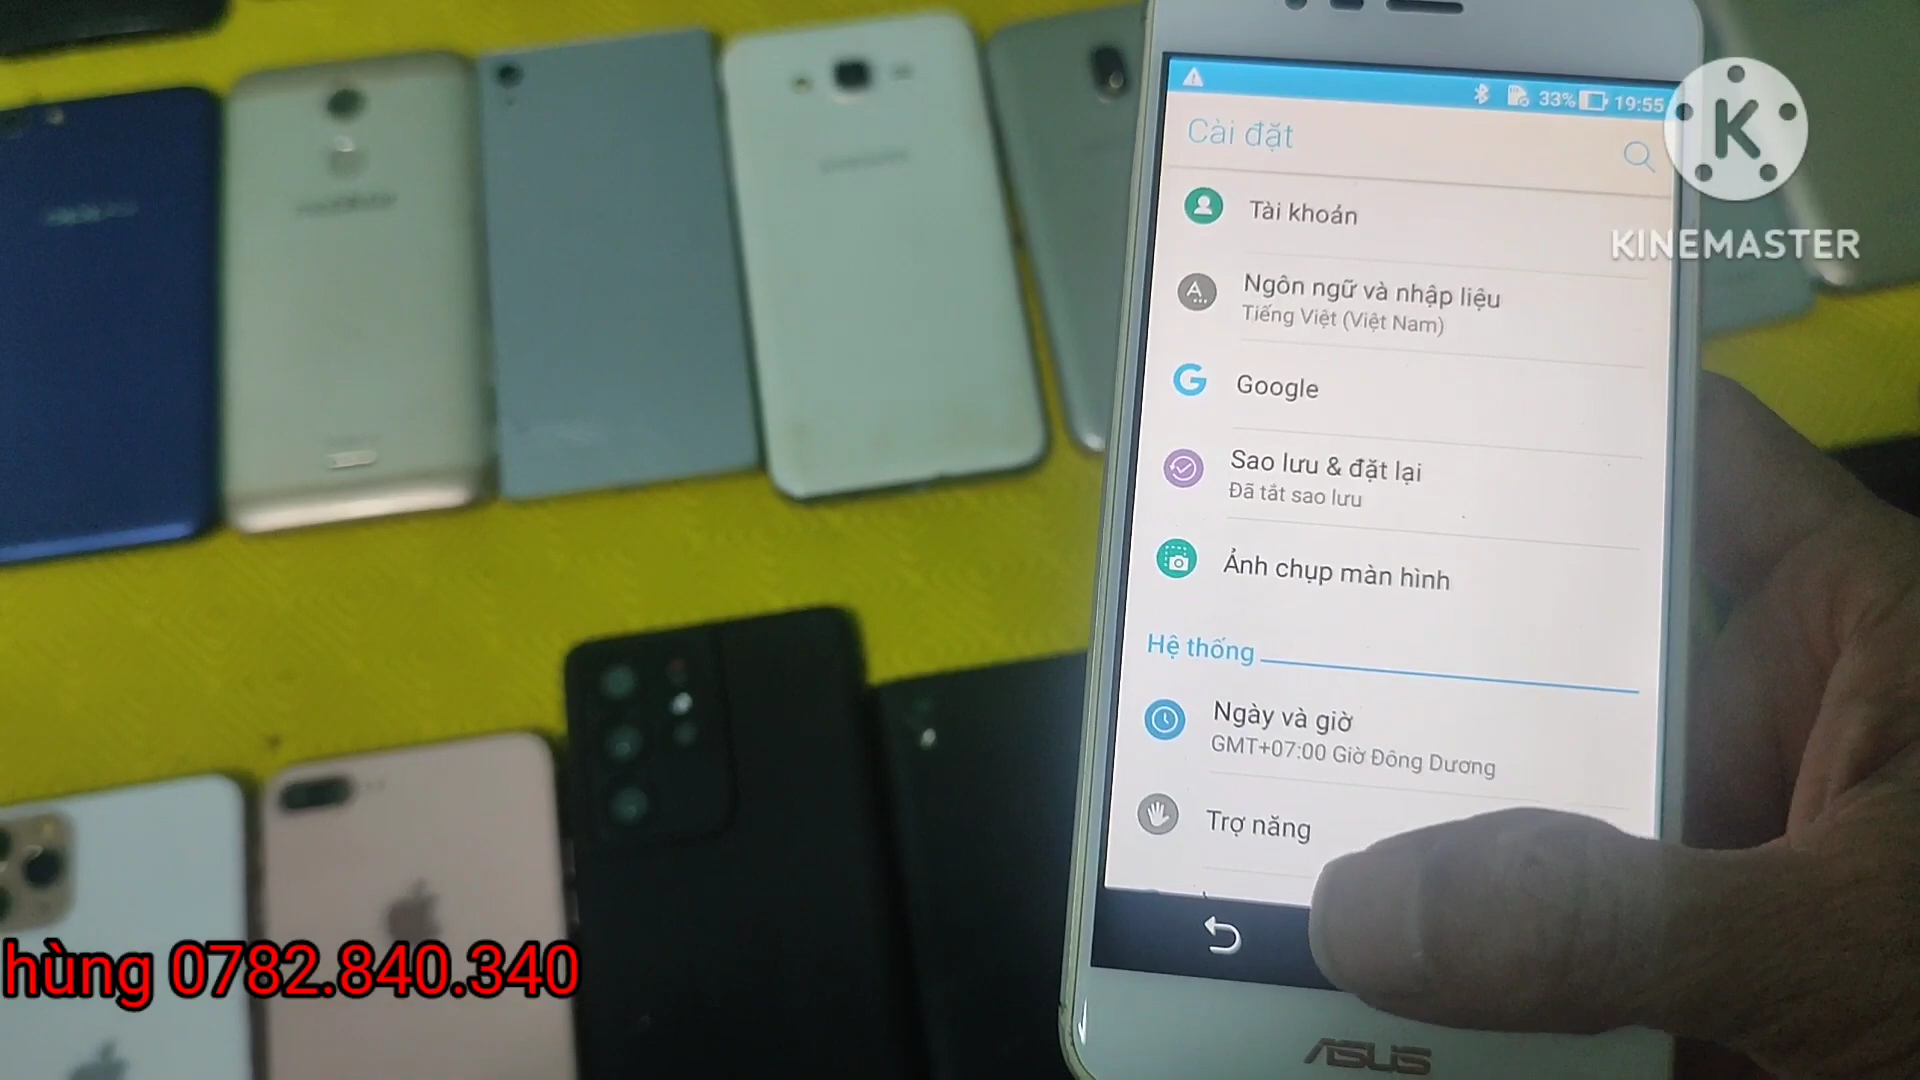 33% 19:55
Cài đặt
K
KINEMASTER
Tài khoản
Ngôn ngữ và nhập liệu
Tiếng Việt (Việt Nam)
G
Google
Sao lưu & đặt lại
Đã tắt sao lưu
Ảnh chụp màn hình
Hệ thống
Ngày và giờ
GMT+07:00 Giờ Đông Dương
Trợ năng
hùng 0782.840.340
ASUS